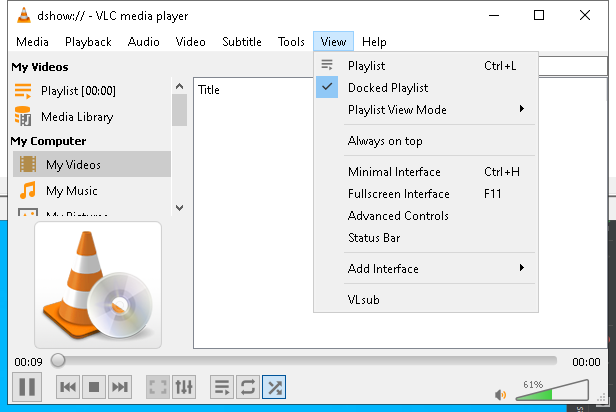 dshow:// - VLC media player
Media Playback Audio Video Subtitle Tools View Help
My Videos
Playlist [00:00]
Media Library
My Computer
My Videos
My Music
My Pictures
Title
Playlist Ctrl+L
Docked Playlist
Playlist View Mode
Always on top
Minimal Interface Ctrl+H
Fullscreen Interface F11
Advanced Controls
Status Bar
Add Interface
VLsub
00:09 00:00
61%